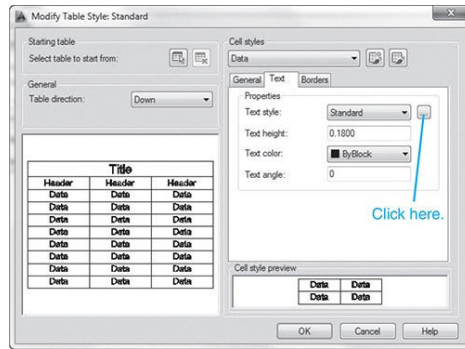 Modify Table Style: Standard
Starting table
Select table to start from:
General
Table direction: Down
Title
Header Header Header
Data Data Data
Data Data Data
Data Data Data
Data Data Data
Data Data Data
Data Data Data
Data Data Data
Data Data Data
Cell styles
Data
General Text Borders
Properties
Text style: Standard ...
Text height: 0.1800
Text color: ByBlock
Text angle: 0
Click here.
Cell style preview
Data Data
Data Data
OK Cancel Help